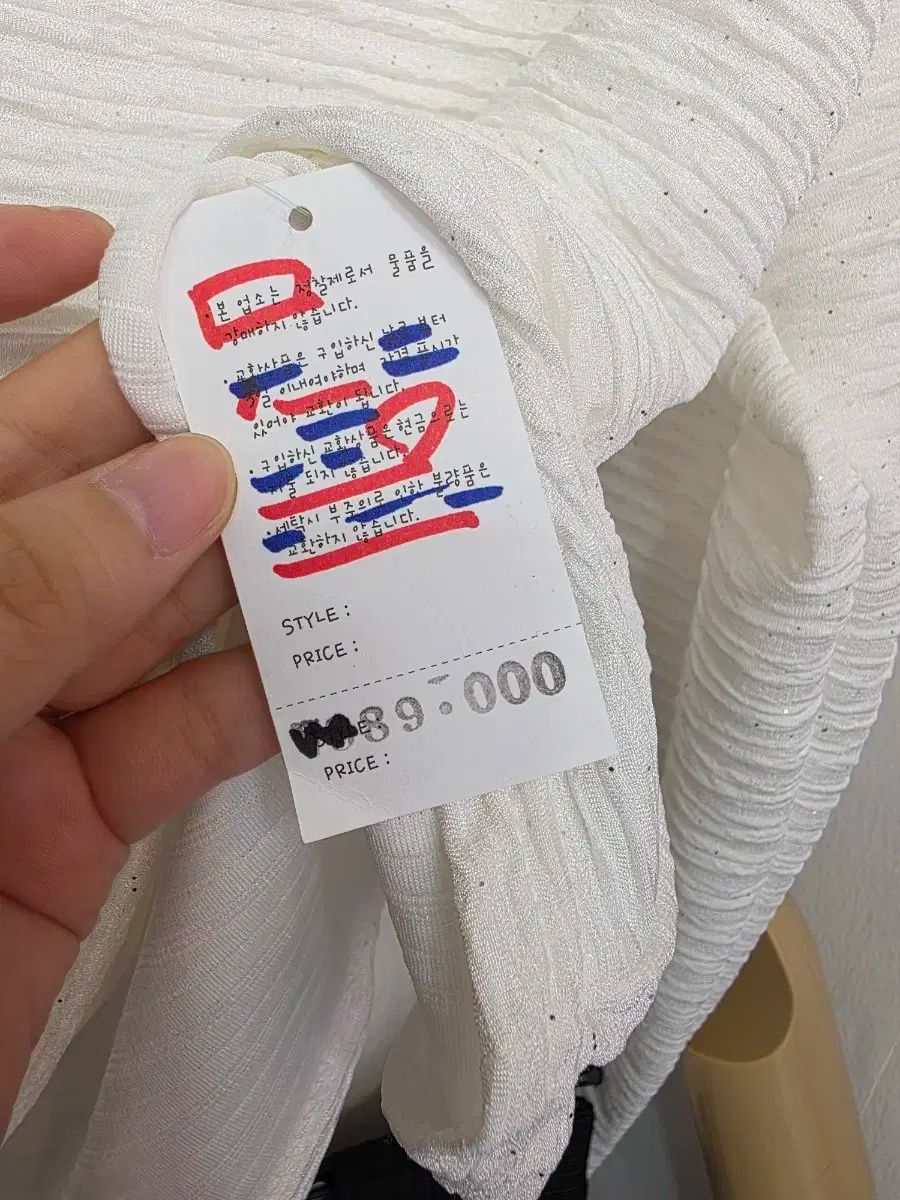 • 본 업소는 정찰제로서 물품을
강매하지 않습니다.
• 교환상품은 구입하신 날로 부터
3일 이내여야하며 가격 표시가
있어야 교환이 됩니다.
• 구입하신 교환상품은 현금으로는
지불 되지 않습니다.
• 세탁시 부주의로 인한 불량품은
교환하지 않습니다.
STYLE :
PRICE :
89.000
PRICE :